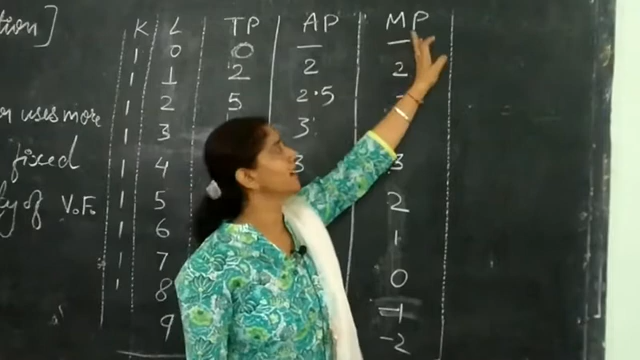 tion]
K L TP AP MP
1 0 0 — —
1 1 2 2 2
1 2 5 2.5
uses more
1 3 3
fixed
1 4 3 3
of V.F.
1 5 2
1 6 1
1 7 0
1 8 -1
9 -2